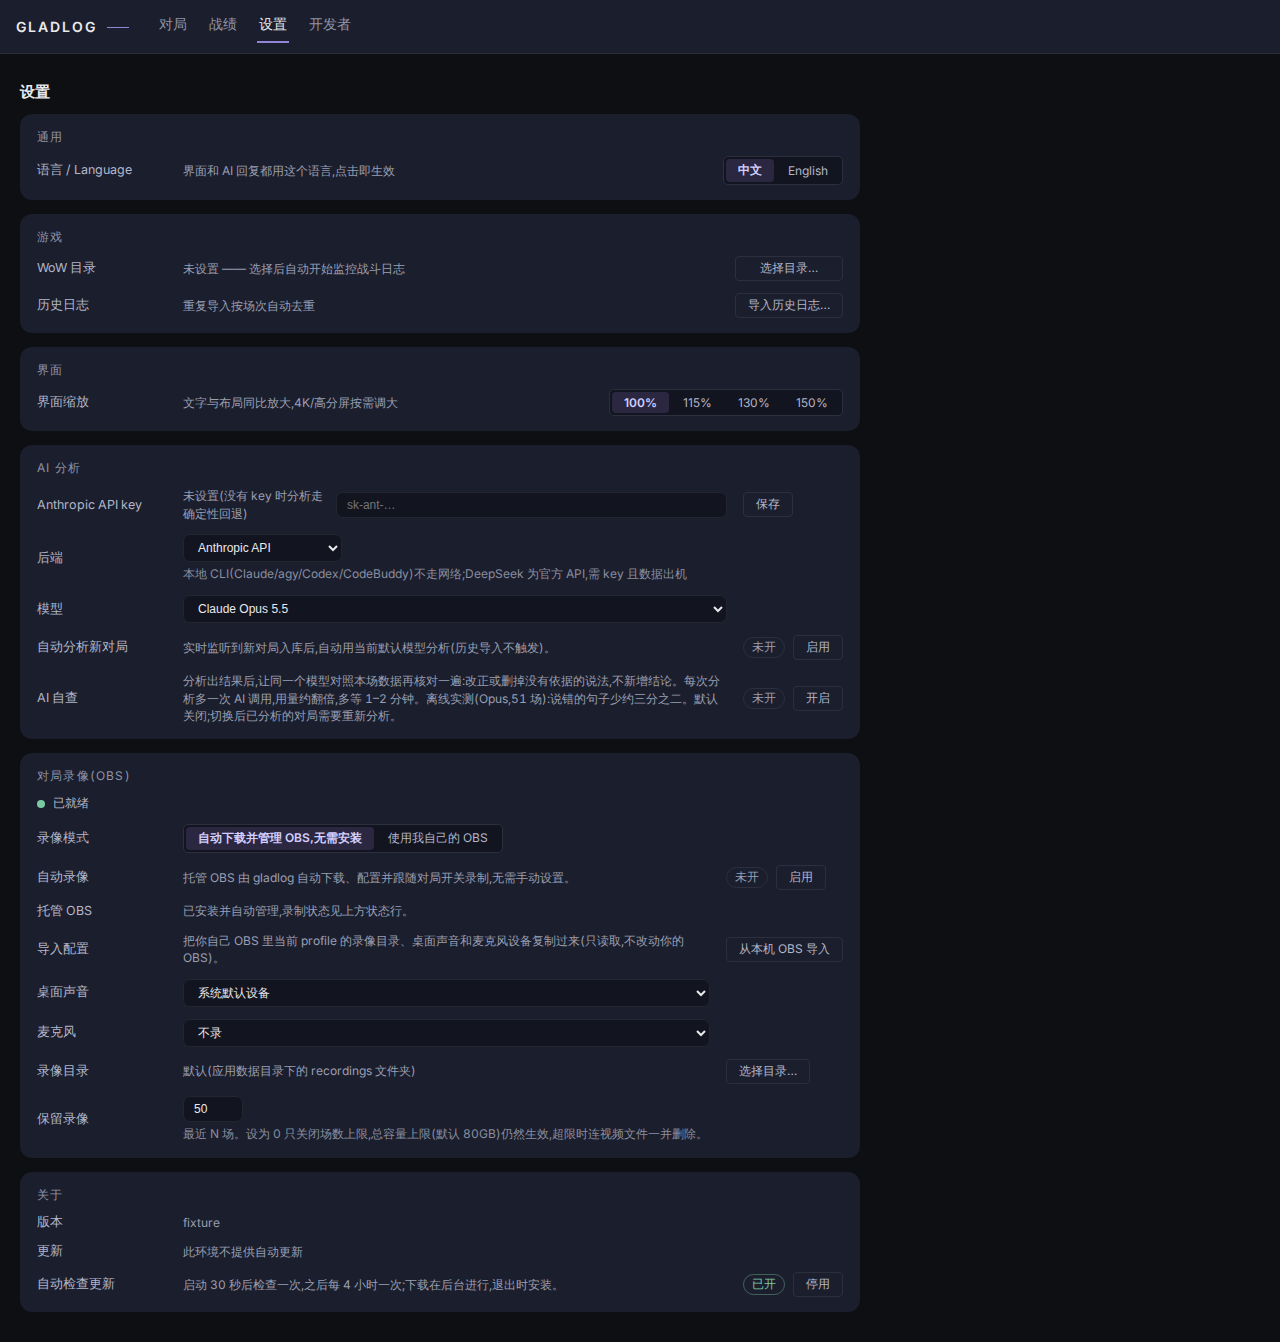 GLADLOG
对局 战绩 设置 开发者
设置
通用
语言 / Language 界面和 AI 回复都用这个语言,点击即生效 中文 English
游戏
WoW 目录 未设置 —— 选择后自动开始监控战斗日志 选择目录...
历史日志 重复导入按场次自动去重 导入历史日志...
界面
界面缩放 文字与布局同比放大,4K/高分屏按需调大 100% 115% 130% 150%
AI 分析
Anthropic API key 未设置(没有 key 时分析走
确定性回退) sk-ant-... 保存
后端 Anthropic API
本地 CLI(Claude/agy/Codex/CodeBuddy)不走网络;DeepSeek 为官方 API,需 key 且数据出机
模型 Claude Opus 5.5
自动分析新对局 实时监听到新对局入库后,自动用当前默认模型分析(历史导入不触发)。 未开 启用
AI 自查 分析出结果后,让同一个模型对照本场数据再核对一遍:改正或删掉没有依据的说法,不新增结论。每次分
析多一次 AI 调用,用量约翻倍,多等 1–2 分钟。离线实测(Opus,51 场):说错的句子少约三分之二。默认
关闭;切换后已分析的对局需要重新分析。 未开 开启
对局录像(OBS)
已就绪
录像模式 自动下载并管理 OBS,无需安装 使用我自己的 OBS
自动录像 托管 OBS 由 gladlog 自动下载、配置并跟随对局开关录制,无需手动设置。 未开 启用
托管 OBS 已安装并自动管理,录制状态见上方状态行。
导入配置 把你自己 OBS 里当前 profile 的录像目录、桌面声音和麦克风设备复制过来(只读取,不改动你的
OBS)。 从本机 OBS 导入
桌面声音 系统默认设备
麦克风 不录
录像目录 默认(应用数据目录下的 recordings 文件夹) 选择目录...
保留录像 50
最近 N 场。设为 0 只关闭场数上限,总容量上限(默认 80GB)仍然生效,超限时连视频文件一并删除。
关于
版本 fixture
更新 此环境不提供自动更新
自动检查更新 启动 30 秒后检查一次,之后每 4 小时一次;下载在后台进行,退出时安装。 已开 停用